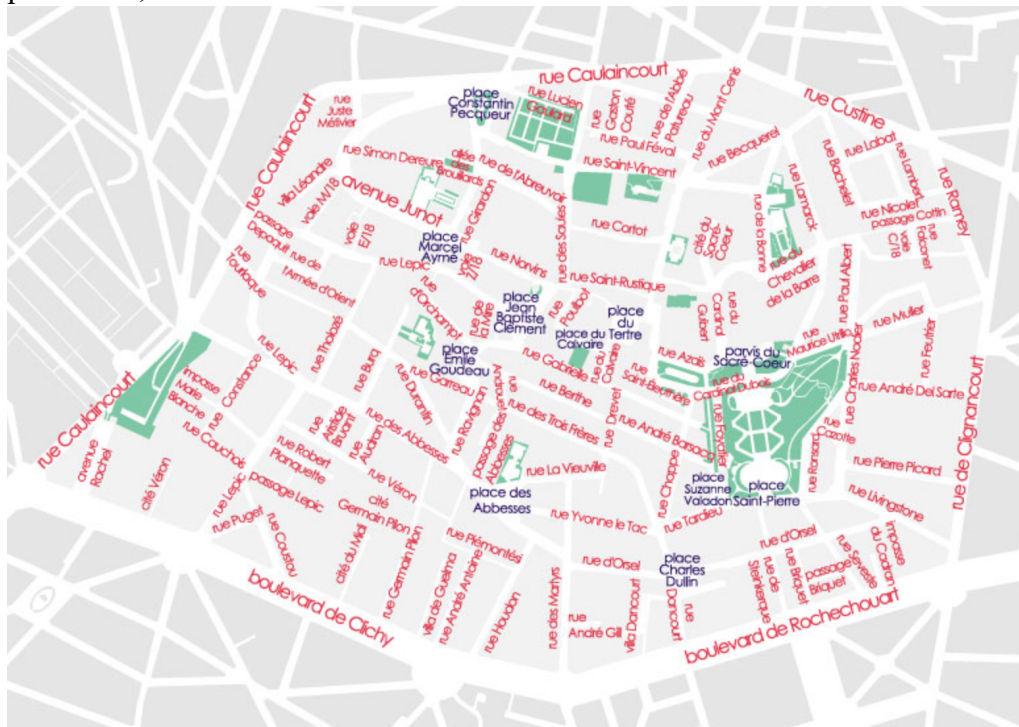 rue Caulaincourt
rue Custine
rue Caulaincourt
rue
Juste
Métivier
place
Constantin
Pecqueur
rue Lucien
Gaulard
rue
Gaston
Couté
rue de l'Abbé
Patureau
rue du Mont Cenis
rue Paul Féval
rue Becquerel
rue Labat
rue Lambert
rue Bachelet
rue Ramey
rue Simon Dereure
allée
des
Brouillards
rue de l'Abreuvoir
rue Saint-Vincent
rue Lamarck
rue de la Bonne
rue Nicolet
passage Cottin
voie
C/18
rue
Falconet
villa Léandre
voie M/18
avenue Junot
rue Girardon
rue des Saules
rue Cortot
cité du
Sacré-
Coeur
rue du
Chevalier
de la Barre
rue Paul Albert
passage
Depaquit
voie
E/18
place
Marcel
Aymé
voie
T/18
rue Norvins
rue Saint-Rustique
rue
Tourlaque
rue de
l'Armée d'Orient
rue Lepic
rue
d'Orchampt
rue de
la Mire
place
Jean
Baptiste
Clément
rue
Poulbot
place
du
Tertre
place du
Calvaire
rue du
Cardinal
Guibert
rue
Maurice Utrillo
rue Muller
rue Feutrier
rue Tholozé
rue Lepic
rue Burq
place
Emile
Goudeau
rue Gabrielle
rue du
Calvaire
rue Azaïs
rue
Saint-Eleuthère
parvis du
Sacré-Coeur
rue du
Cardinal Dubois
rue Charles Nodier
rue André Del Sarte
rue Caulaincourt
impasse
Marie
Blanche
rue Constance
rue Durantin
rue Garreau
rue Ravignan
rue Berthe
rue Drevet
rue André Barsacq
rue Foyatier
rue
Cazotte
rue Ronsard
rue de Clignancourt
avenue
Rachel
rue Cauchois
rue
Aristide
Bruant
rue
Audran
rue des Abbesses
passage des
Abbesses
rue des Trois Frères
rue La Vieuville
rue Chappe
place
Suzanne
Valadon
place
Saint-Pierre
rue Pierre Picard
rue Livingstone
cité Véron
rue Lepic
rue Robert
Planquette
passage Lepic
rue Véron
cité
Germain Pilon
place des
Abbesses
rue Yvonne le Tac
rue Tardieu
rue d'Orsel
rue Puget
rue Coustou
cité du Midi
rue Germain Pilon
rue Piémontési
rue d'Orsel
place
Charles
Dullin
rue de
Steinkerque
rue Briquet
passage
Briquet
rue Seveste
impasse
du Cadran
boulevard de Clichy
villa de Guelma
rue André Antoine
rue Houdon
rue des Martyrs
rue
André Gill
villa Dancourt
rue
Dancourt
boulevard de Rochechouart